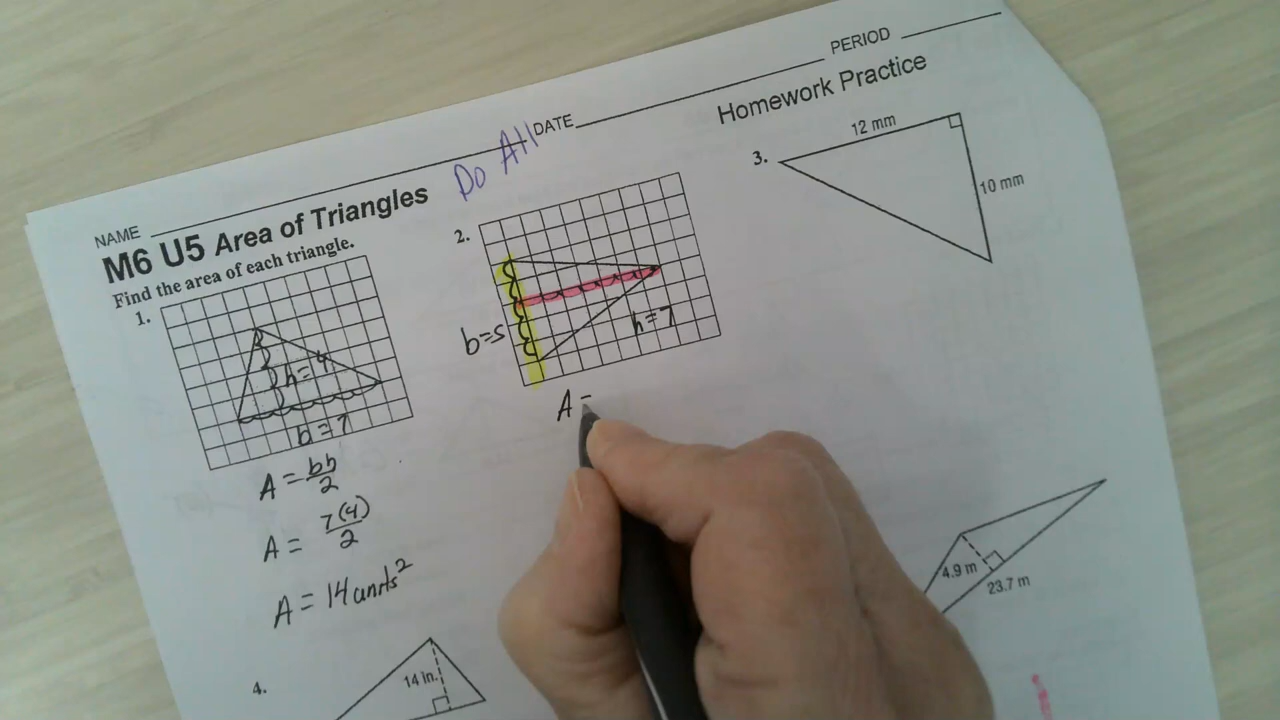 NAME DATE PERIOD
Do All
Homework Practice
M6 U5 Area of Triangles
Find the area of each triangle.
1.
h=4
b=7
A = bh/2
A = 7(4)/2
A = 14 units²
2.
b=5
h=7
A =
3.
12 mm
10 mm
4.
14 in.
4.9 m
23.7 m